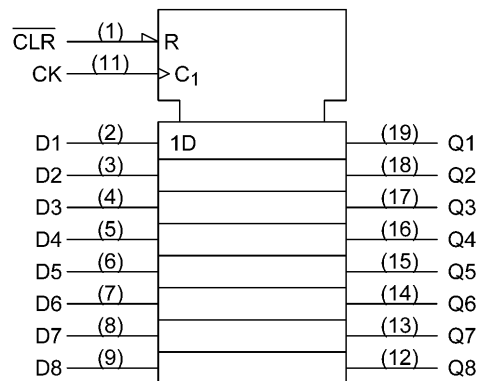 C̅L̅R̅ (1) R
CK (11) C₁
D1 (2) 1D (19) Q1
D2 (3) (18) Q2
D3 (4) (17) Q3
D4 (5) (16) Q4
D5 (6) (15) Q5
D6 (7) (14) Q6
D7 (8) (13) Q7
D8 (9) (12) Q8